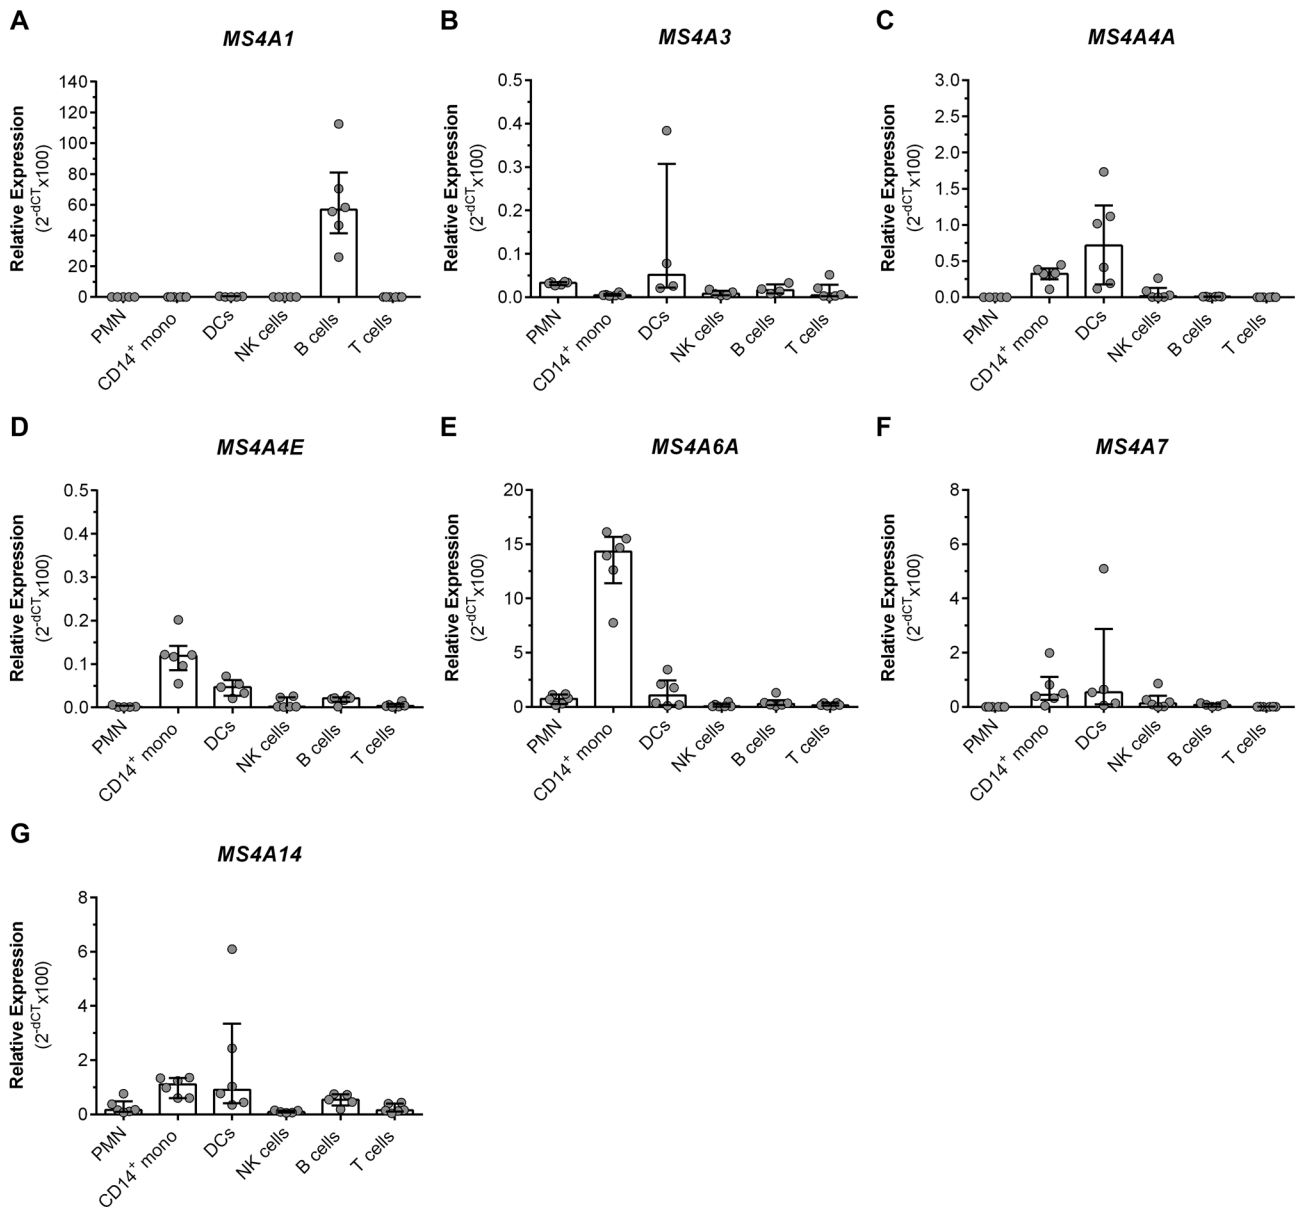 A
MS4A1
Relative Expression
(2-dCTx100)
140
120
100
80
60
40
20
0
PMN
CD14+ mono
DCs
NK cells
B cells
T cells
B
MS4A3
Relative Expression
(2-dCTx100)
0.5
0.4
0.3
0.2
0.1
0.0
PMN
CD14+ mono
DCs
NK cells
B cells
T cells
C
MS4A4A
Relative Expression
(2-dCTx100)
3.0
2.5
2.0
1.5
1.0
0.5
0.0
PMN
CD14+ mono
DCs
NK cells
B cells
T cells
D
MS4A4E
Relative Expression
(2-dCTx100)
0.5
0.4
0.3
0.2
0.1
0.0
PMN
CD14+ mono
DCs
NK cells
B cells
T cells
E
MS4A6A
Relative Expression
(2-dCTx100)
20
15
10
5
0
PMN
CD14+ mono
DCs
NK cells
B cells
T cells
F
MS4A7
Relative Expression
(2-dCTx100)
8
6
4
2
0
PMN
CD14+ mono
DCs
NK cells
B cells
T cells
G
MS4A14
Relative Expression
(2-dCTx100)
8
6
4
2
0
PMN
CD14+ mono
DCs
NK cells
B cells
T cells